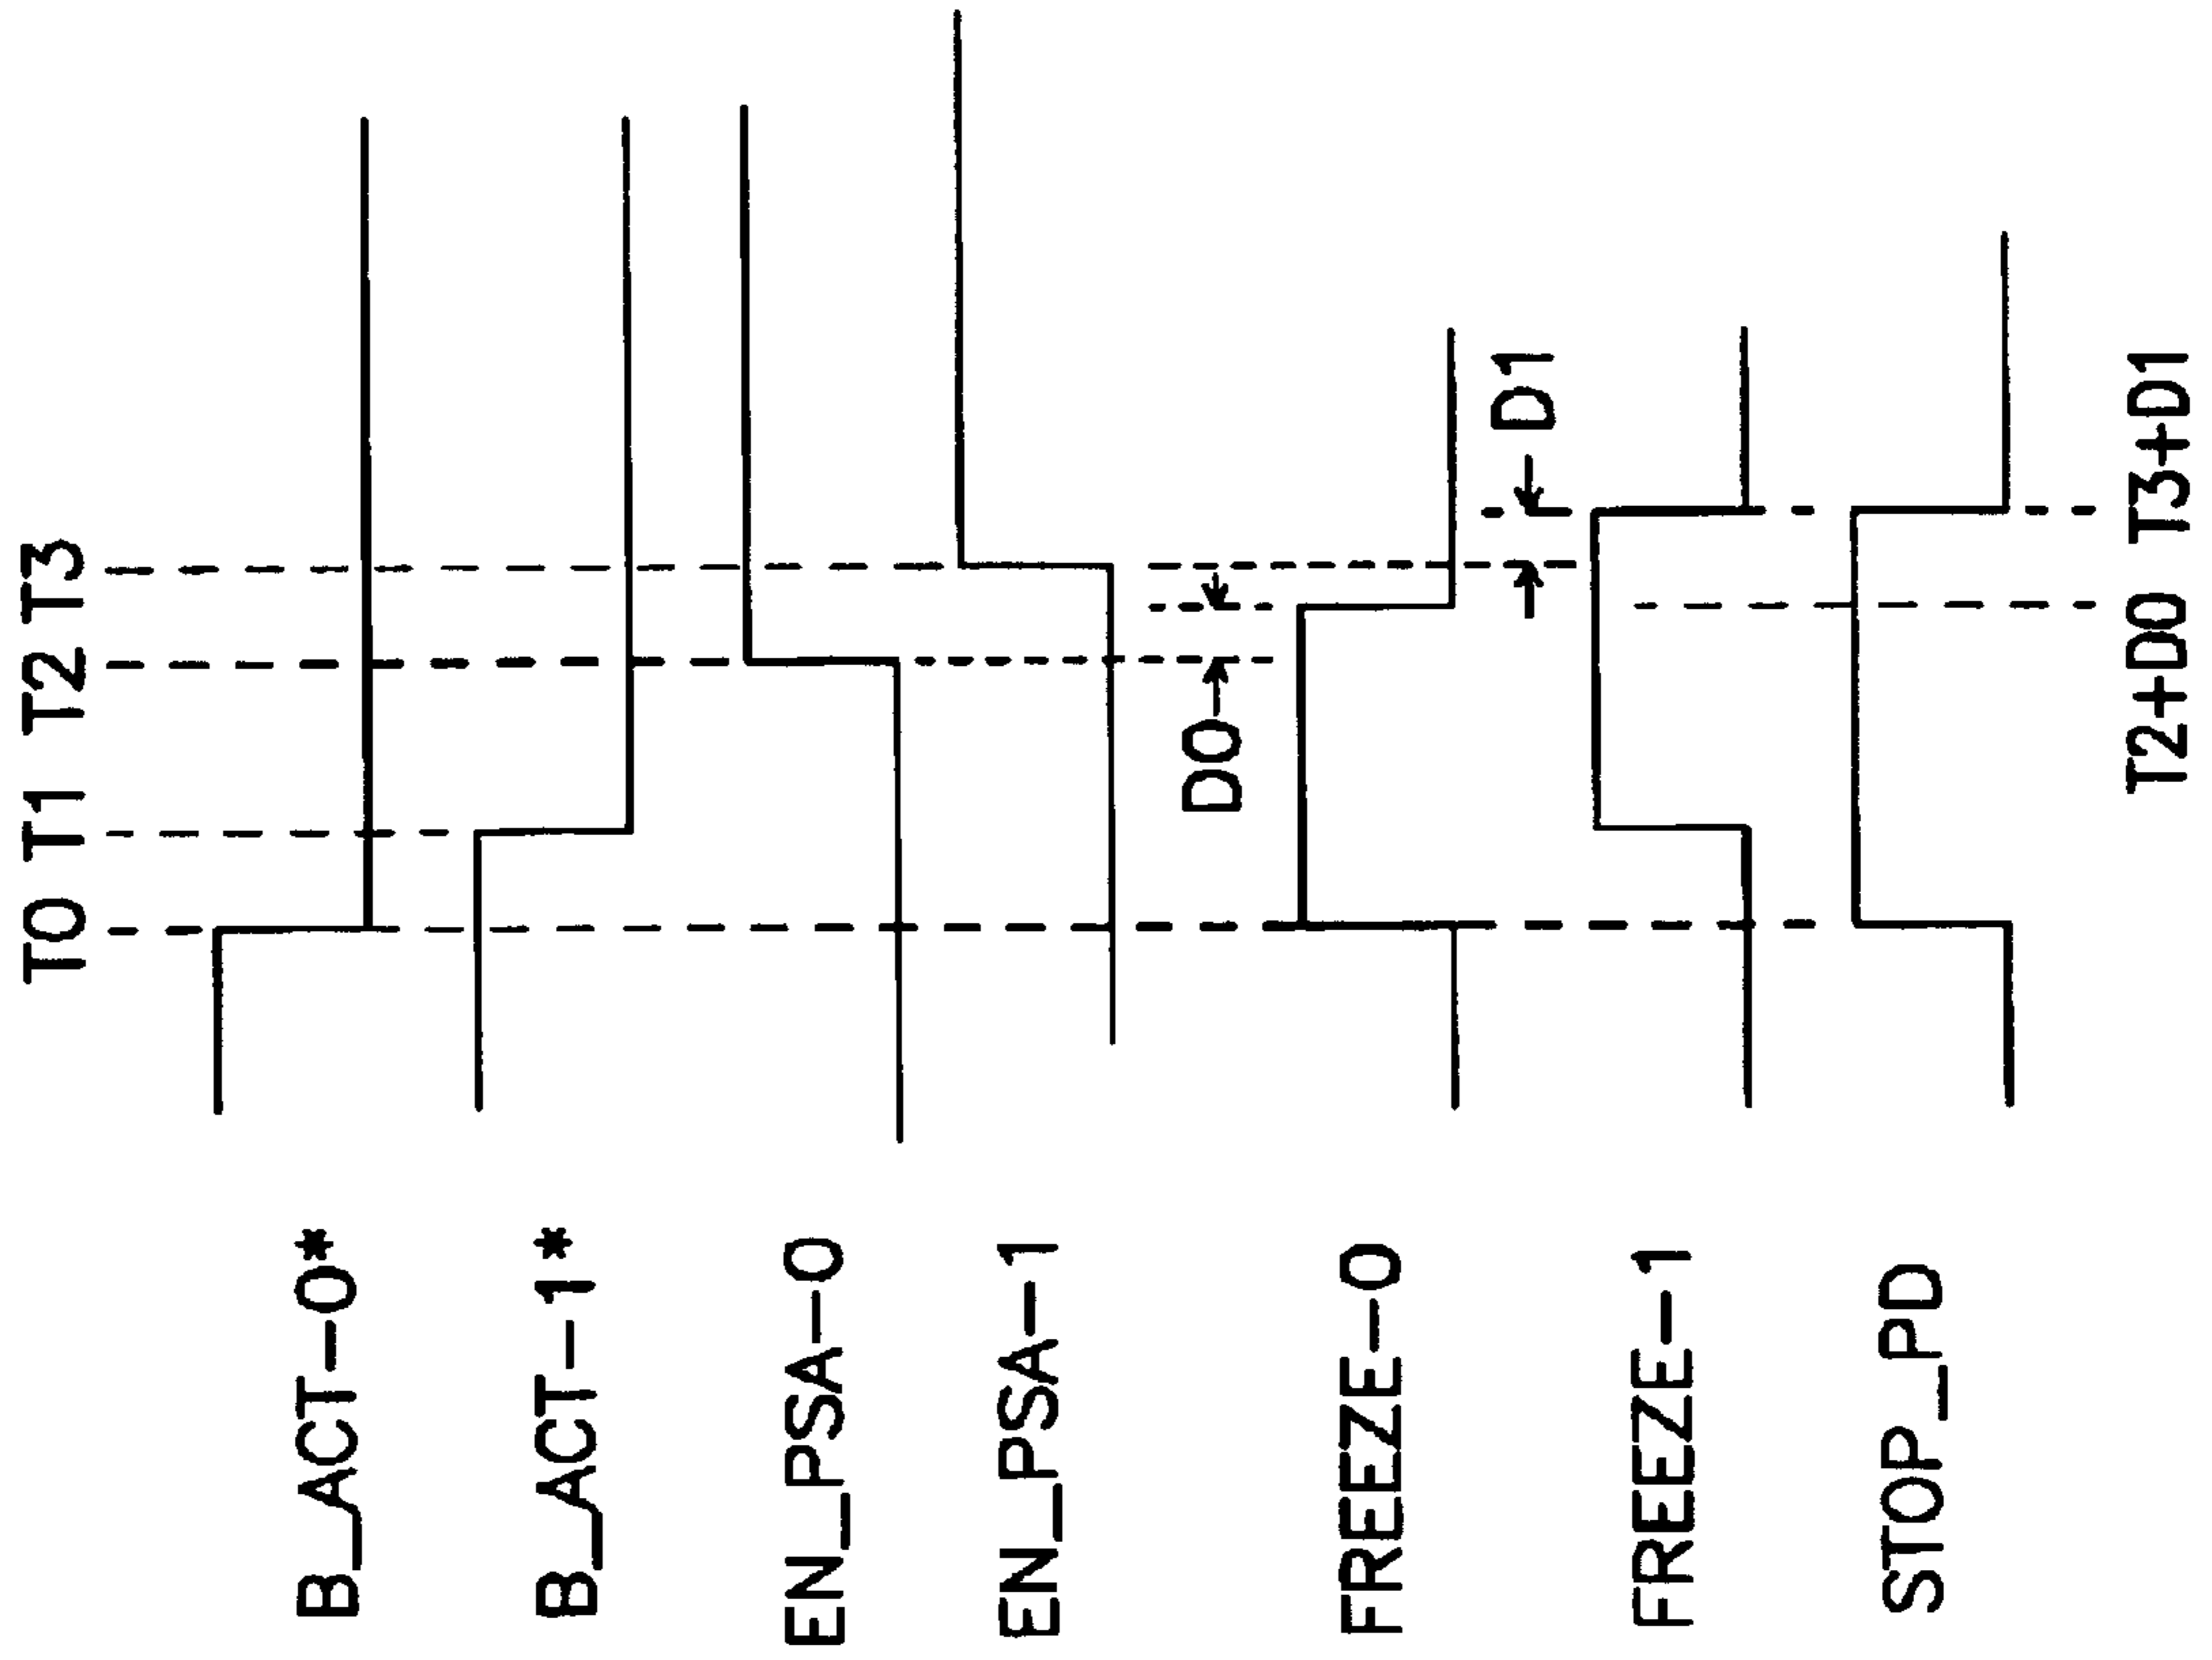 T0 T1 T2 T3
B_ACT-0*
B_ACT-1*
EN_PSA-0
EN_PSA-1
D0
FREEZE-0
D1
FREEZE-1
STOP_PD
T2+D0 T3+D1